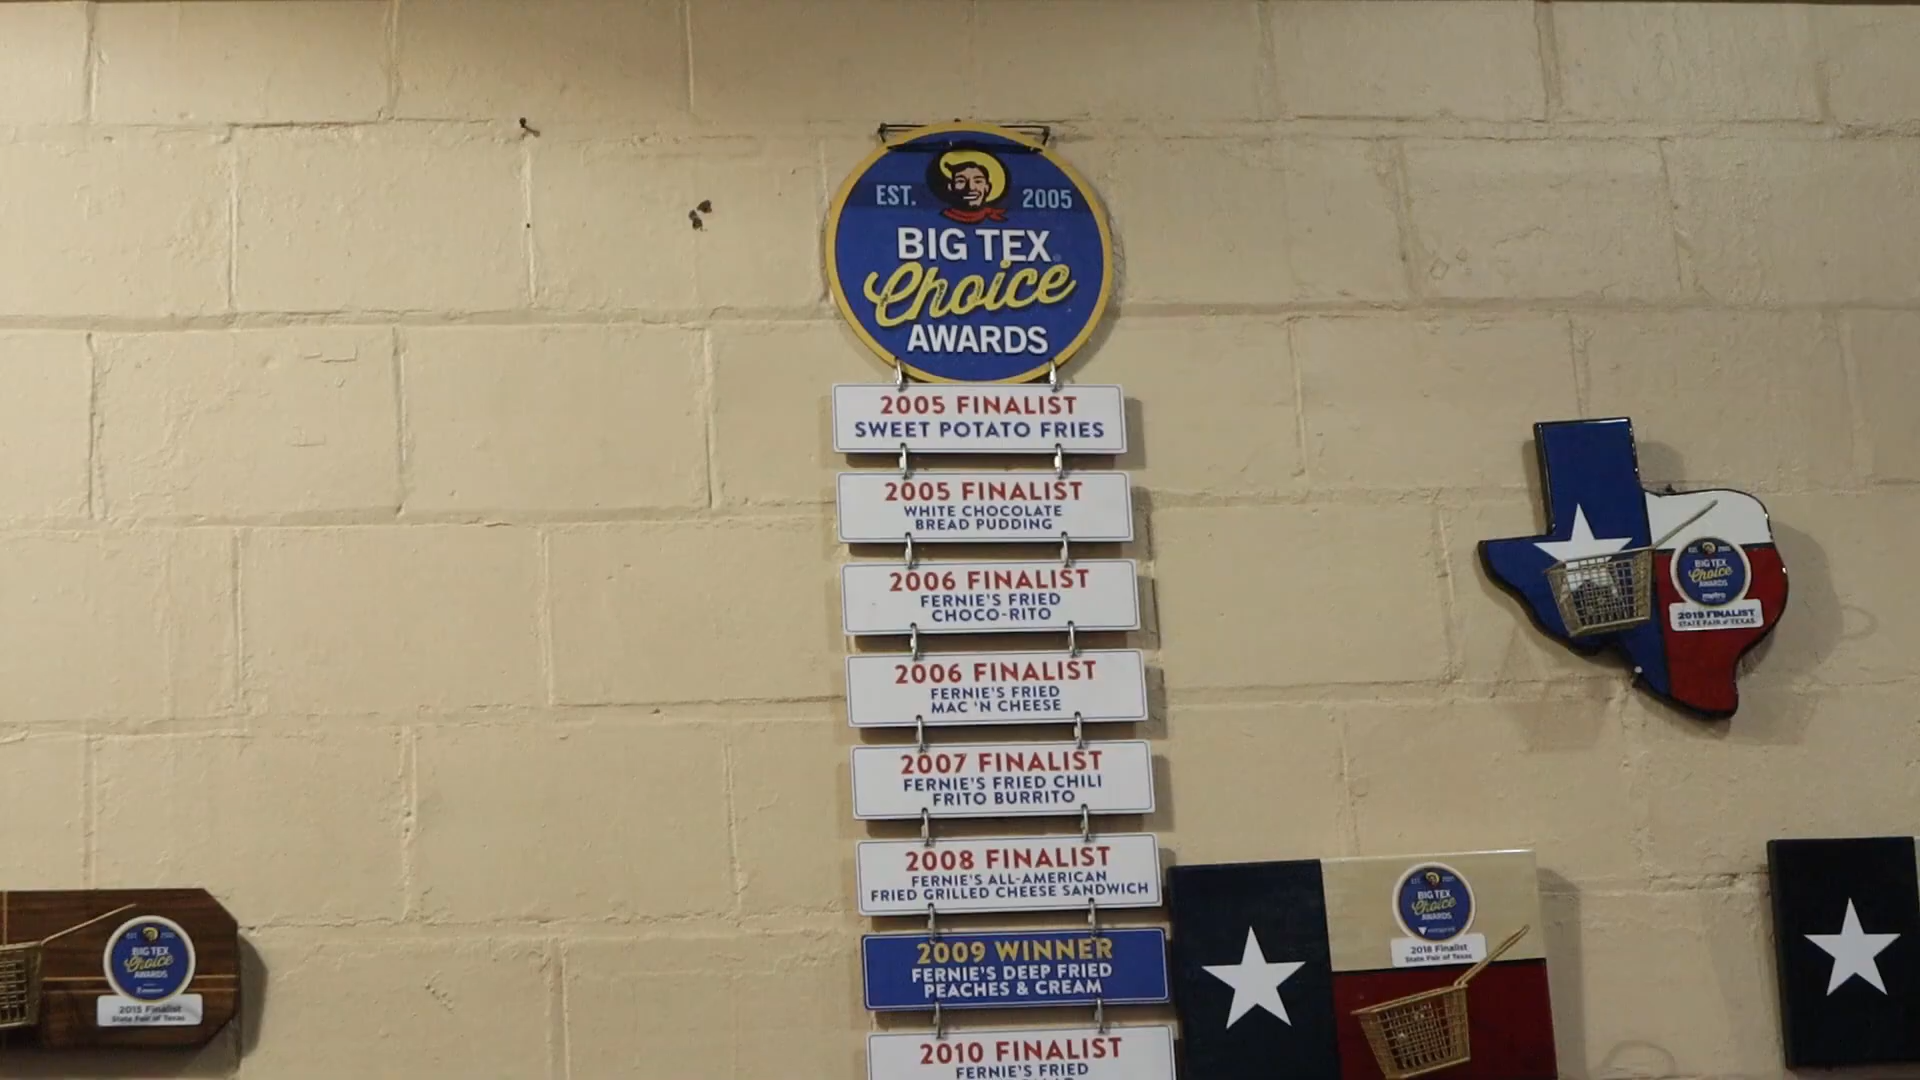 EST. 2005
BIG TEX
Choice
AWARDS
2005 FINALIST
SWEET POTATO FRIES
2005 FINALIST
WHITE CHOCOLATE
BREAD PUDDING
2006 FINALIST
FERNIE'S FRIED
CHOCO-RITO
2006 FINALIST
FERNIE'S FRIED
MAC 'N CHEESE
2007 FINALIST
FERNIE'S FRIED CHILI
FRITO BURRITO
2008 FINALIST
FERNIE'S ALL-AMERICAN
FRIED GRILLED CHEESE SANDWICH
2009 WINNER
FERNIE'S DEEP FRIED
PEACHES & CREAM
2010 FINALIST
FERNIE'S FRIED
EST. 2005
BIG TEX
Choice
AWARDS
metro
2019 FINALIST
STATE FAIR of TEXAS
BIG TEX
Choice
AWARDS
2018 Finalist
State Fair of Texas
BIG TEX
Choice
AWARDS
2015 Finalist
State Fair of Texas